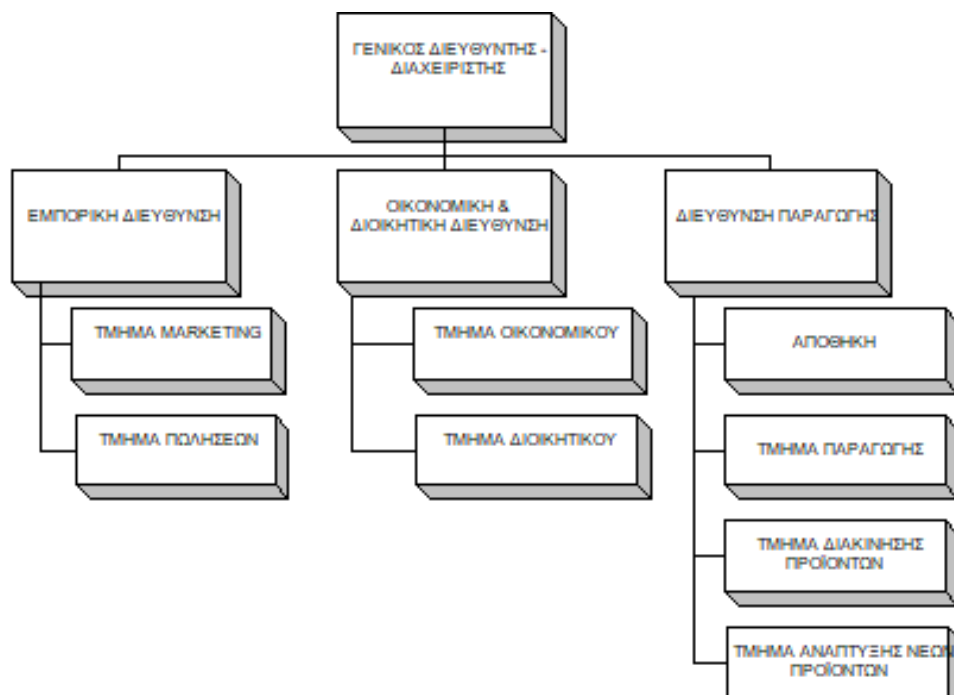 ΓΕΝΙΚΟΣ ΔΙΕΥΘΥΝΤΗΣ -
ΔΙΑΧΕΙΡΙΣΤΗΣ
ΕΜΠΟΡΙΚΗ ΔΙΕΥΘΥΝΣΗ
ΟΙΚΟΝΟΜΙΚΗ &
ΔΙΟΙΚΗΤΙΚΗ ΔΙΕΥΘΥΝΣΗ
ΔΙΕΥΘΥΝΣΗ ΠΑΡΑΓΩΓΗΣ
ΤΜΗΜΑ MARKETING
ΤΜΗΜΑ ΠΩΛΗΣΕΩΝ
ΤΜΗΜΑ ΟΙΚΟΝΟΜΙΚΟΥ
ΤΜΗΜΑ ΔΙΟΙΚΗΤΙΚΟΥ
ΑΠΟΘΗΚΗ
ΤΜΗΜΑ ΠΑΡΑΓΩΓΗΣ
ΤΜΗΜΑ ΔΙΑΚΙΝΗΣΗΣ
ΠΡΟΪΟΝΤΩΝ
ΤΜΗΜΑ ΑΝΑΠΤΥΞΗΣ ΝΕΩΝ
ΠΡΟΪΟΝΤΩΝ